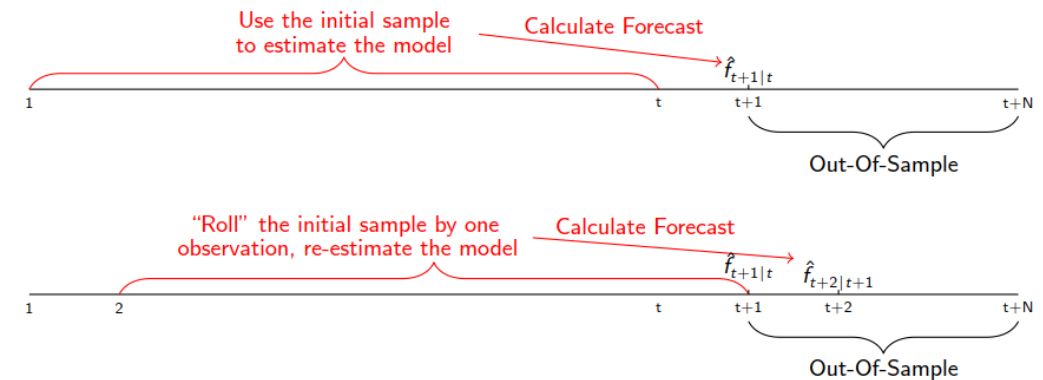 Use the initial sample
to estimate the model
Calculate Forecast
f̂ₜ₊₁|ₜ
1 t t+1 t+N
Out-Of-Sample
“Roll” the initial sample by one
observation, re-estimate the model
Calculate Forecast
f̂ₜ₊₁|ₜ f̂ₜ₊₂|ₜ₊₁
1 2 t t+1 t+2 t+N
Out-Of-Sample